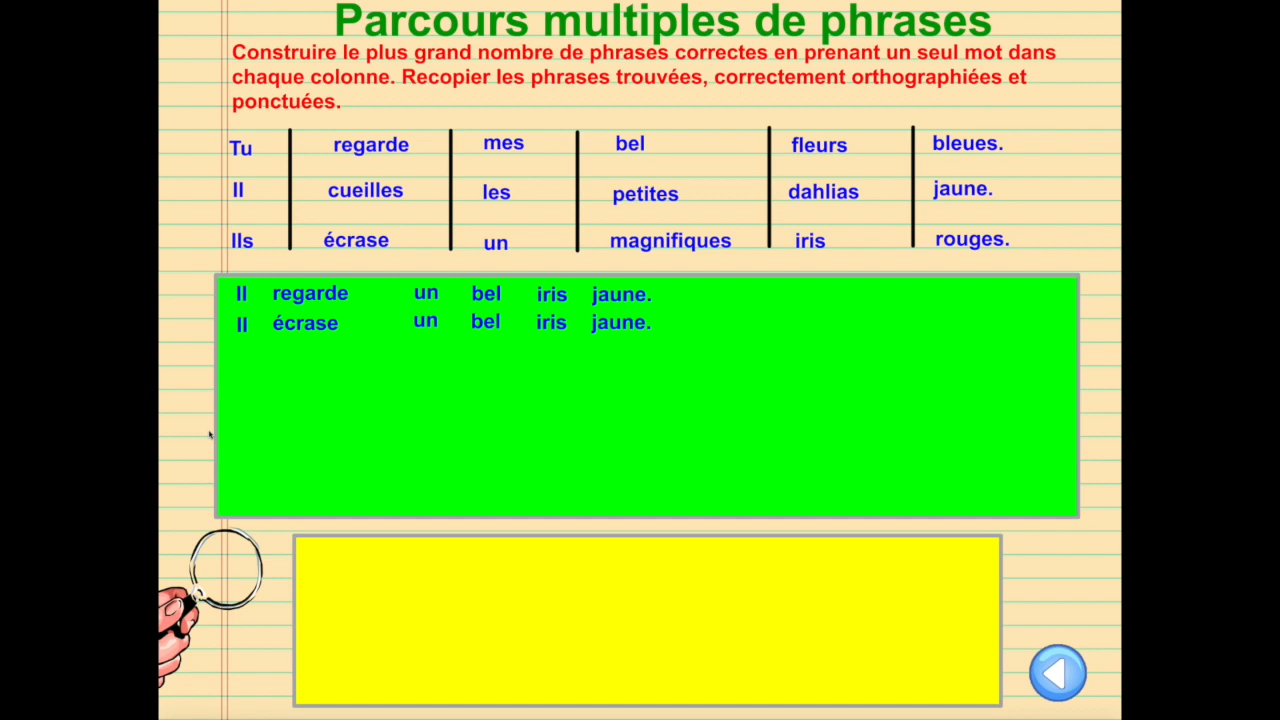 Parcours multiples de phrases
Construire le plus grand nombre de phrases correctes en prenant un seul mot dans
chaque colonne. Recopier les phrases trouvées, correctement orthographiées et
ponctuées.
Tu regarde mes bel fleurs bleues.
Il cueilles les petites dahlias jaune.
Ils écrase un magnifiques iris rouges.
Il regarde un bel iris jaune.
Il écrase un bel iris jaune.